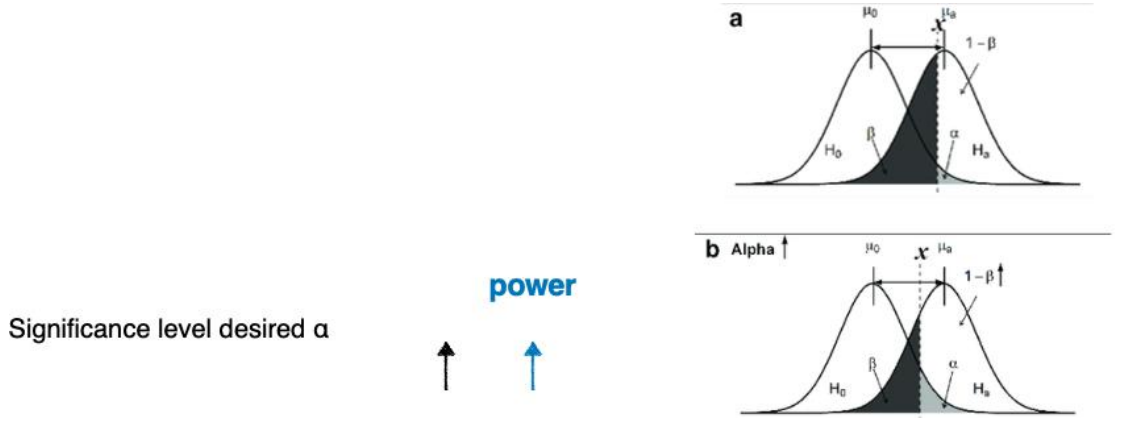 power
Significance level desired α
a
μ₀
x
μₐ
1 – β
β
α
H₀
Hₐ
b Alpha
μ₀
x
μₐ
1 – β
β
α
H₀
Hₐ